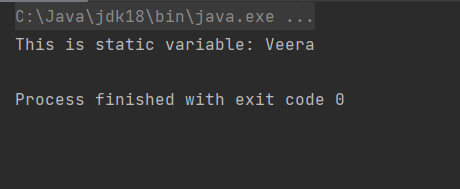 C:\Java\jdk18\bin\java.exe ...
This is static variable: Veera
Process finished with exit code 0